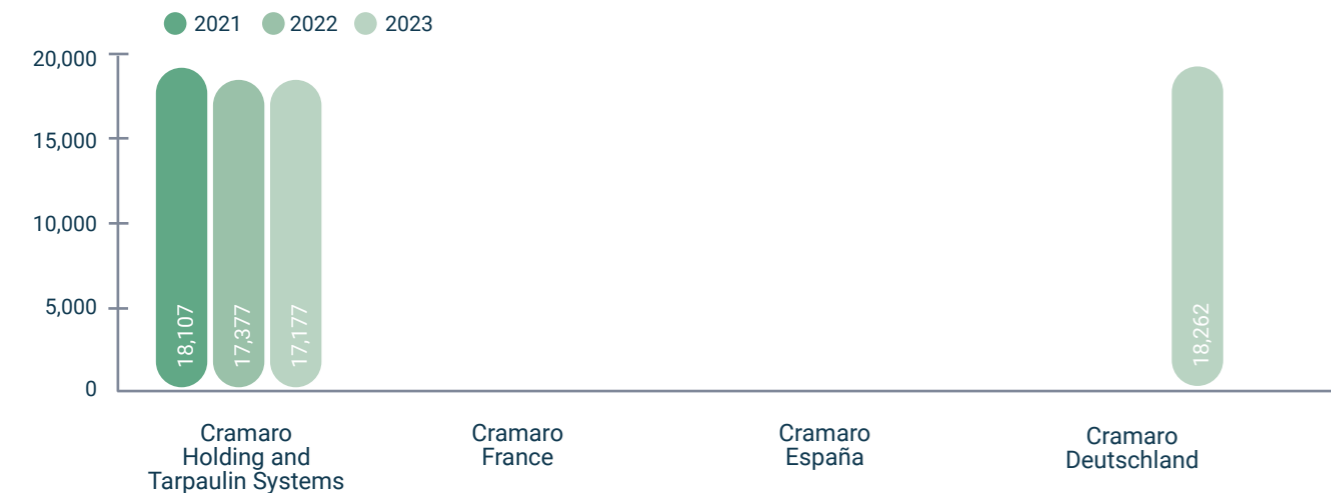 2021 2022 2023
20,000
15,000
10,000
5,000
0
18,107
17,377
17,177
18,262
Cramaro
Holding and
Tarpaulin Systems
Cramaro
France
Cramaro
España
Cramaro
Deutschland